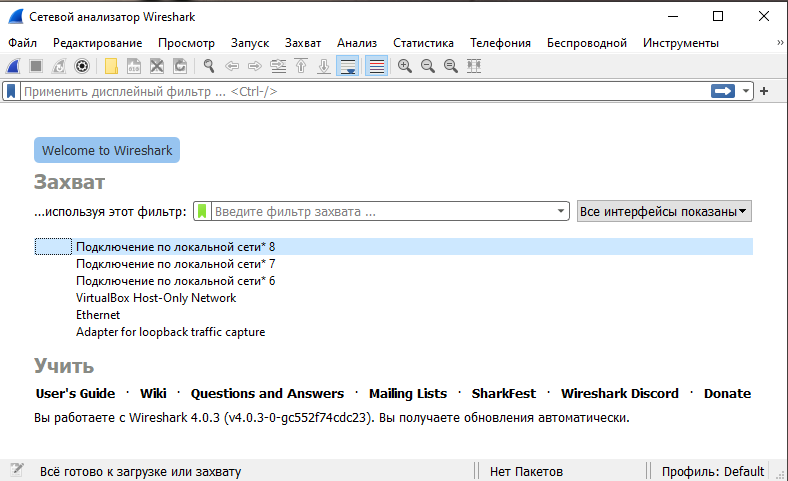 Сетевой анализатор Wireshark
Файл Редактирование Просмотр Запуск Захват Анализ Статистика Телефония Беспроводной Инструменты »
Применить дисплейный фильтр ... <Ctrl-/>
Welcome to Wireshark
Захват
...используя этот фильтр: Введите фильтр захвата ... Все интерфейсы показаны
Подключение по локальной сети* 8
Подключение по локальной сети* 7
Подключение по локальной сети* 6
VirtualBox Host-Only Network
Ethernet
Adapter for loopback traffic capture
Учить
User's Guide · Wiki · Questions and Answers · Mailing Lists · SharkFest · Wireshark Discord · Donate
Вы работаете с Wireshark 4.0.3 (v4.0.3-0-gc552f74cdc23). Вы получаете обновления автоматически.
Всё готово к загрузке или захвату Нет Пакетов Профиль: Default